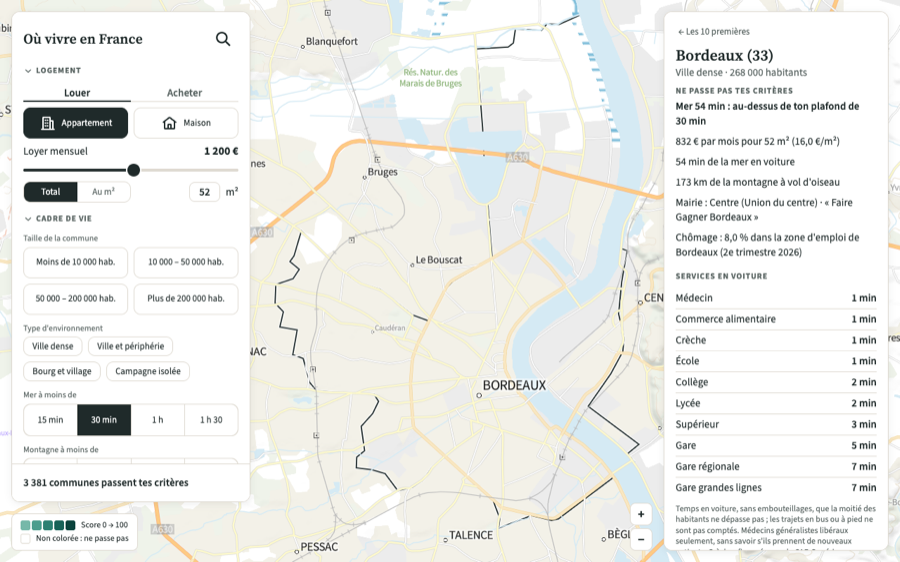 Où vivre en France
LOGEMENT
Louer
Acheter
Appartement
Maison
Loyer mensuel
1 200 €
Total
Au m²
52
m²
CADRE DE VIE
Taille de la commune
Moins de 10 000 hab.
10 000 – 50 000 hab.
50 000 – 200 000 hab.
Plus de 200 000 hab.
Type d'environnement
Ville dense
Ville et périphérie
Bourg et village
Campagne isolée
Mer à moins de
15 min
30 min
1 h
1 h 30
Montagne à moins de
3 381 communes passent tes critères
Score 0 → 100
Non colorée : ne passe pas
Blanquefort
Rés. Natur. des
Marais de Bruges
A630
nes
Bruges
A630
Le Bouscat
CEN
NAC
Caudéran
BORDEAUX
A630
TALENCE
BÈGL
PESSAC
+
−
← Les 10 premières
Bordeaux (33)
Ville dense · 268 000 habitants
NE PASSE PAS TES CRITÈRES
Mer 54 min : au-dessus de ton plafond de
30 min
832 € par mois pour 52 m² (16,0 €/m²)
54 min de la mer en voiture
173 km de la montagne à vol d'oiseau
Mairie : Centre (Union du centre) · « Faire
Gagner Bordeaux »
Chômage : 8,0 % dans la zone d'emploi de
Bordeaux (2e trimestre 2026)
SERVICES EN VOITURE
Médecin 1 min
Commerce alimentaire 1 min
Crèche 1 min
École 1 min
Collège 2 min
Lycée 2 min
Supérieur 3 min
Gare 5 min
Gare régionale 7 min
Gare grandes lignes 7 min
Temps en voiture, sans embouteillages, que la moitié des
habitants ne dépasse pas ; les trajets en bus ou à pied ne
sont pas comptés. Médecins généralistes libéraux
seulement, sans savoir s'ils prennent de nouveaux